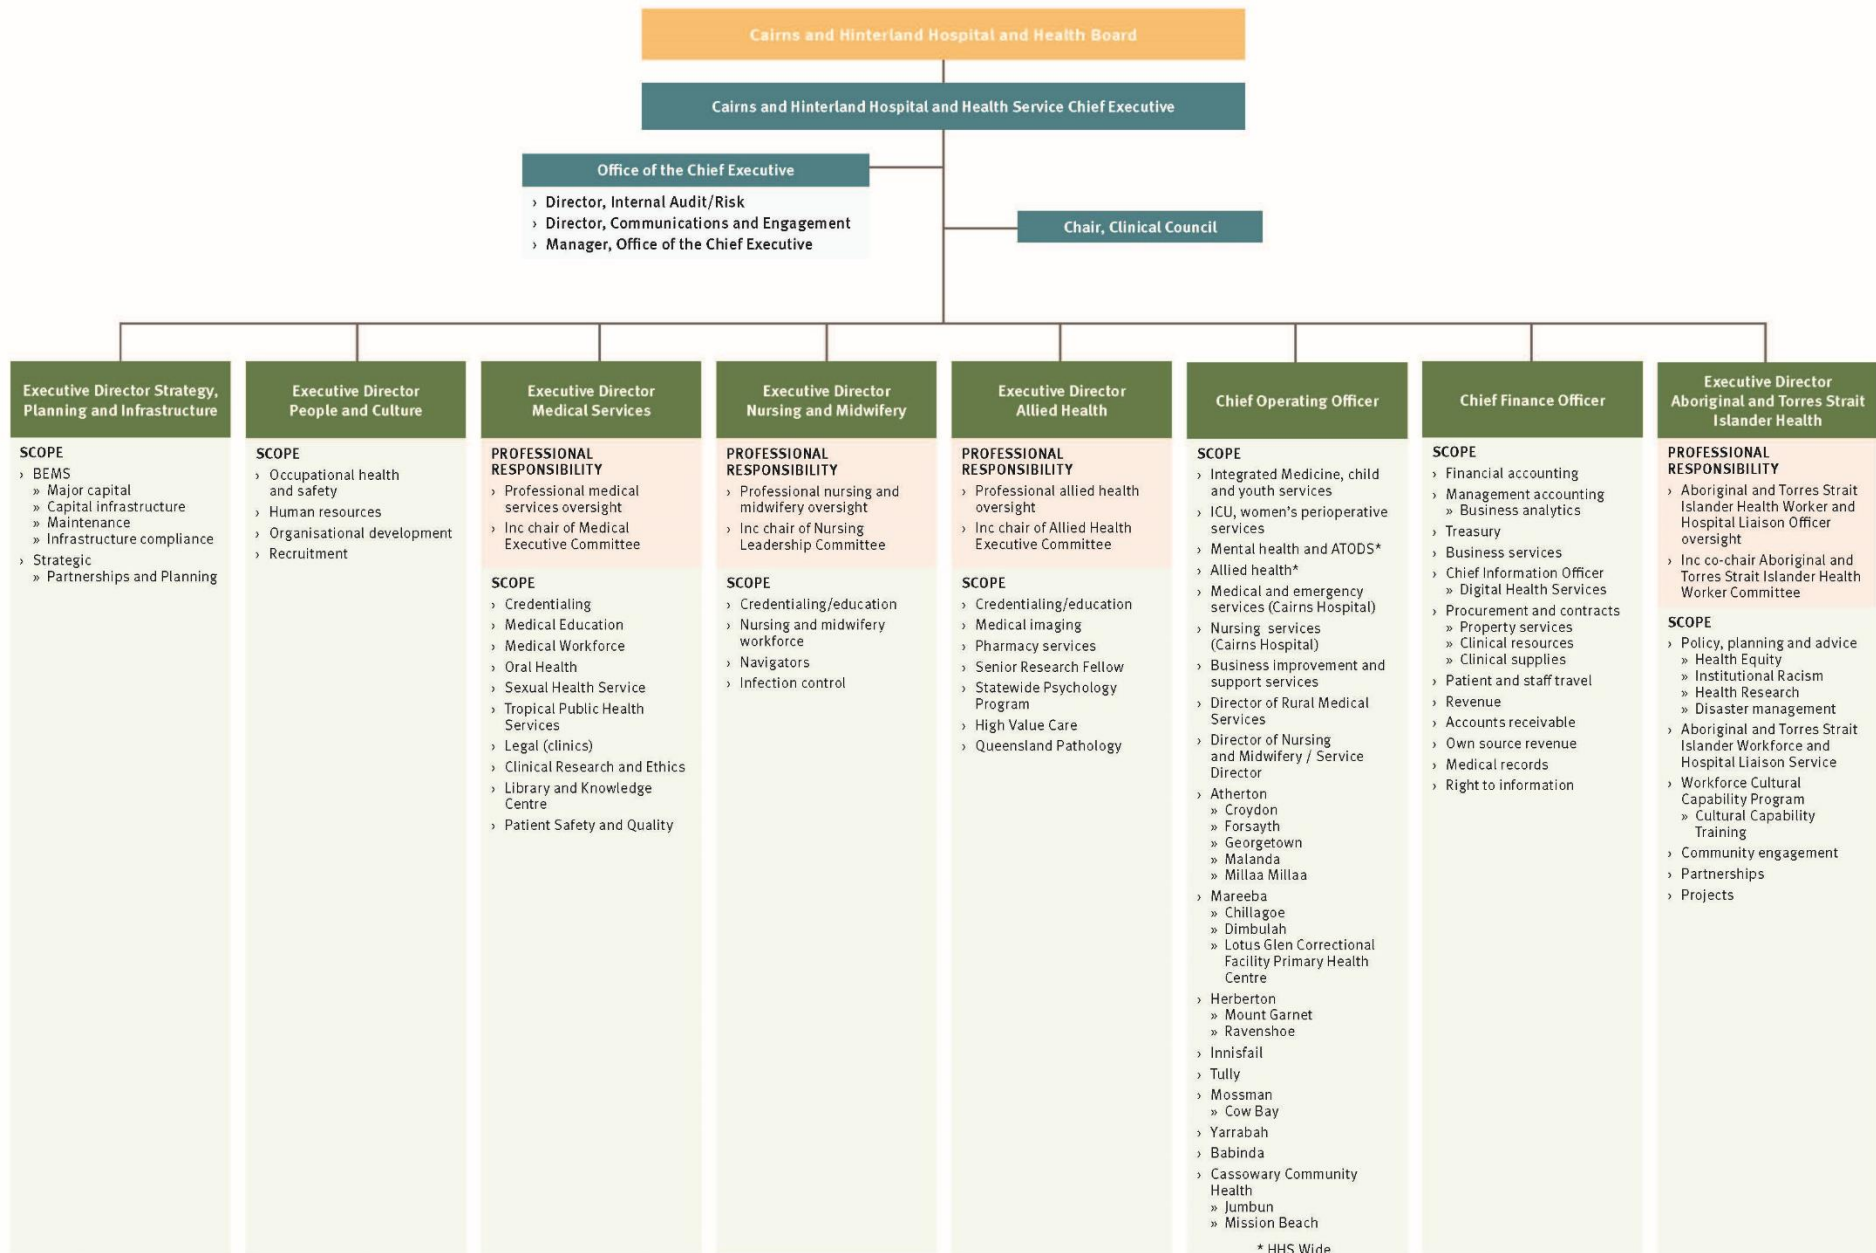 Cairns and Hinterland Hospital and Health Board
Cairns and Hinterland Hospital and Health Service Chief Executive
Office of the Chief Executive
› Director, Internal Audit/Risk
› Director, Communications and Engagement
› Manager, Office of the Chief Executive
Chair, Clinical Council
Executive Director Strategy,
Planning and Infrastructure
SCOPE
› BEMS
» Major capital
» Capital infrastructure
» Maintenance
» Infrastructure compliance
› Strategic
» Partnerships and Planning
Executive Director
People and Culture
SCOPE
› Occupational health
and safety
› Human resources
› Organisational development
› Recruitment
Executive Director
Medical Services
PROFESSIONAL
RESPONSIBILITY
› Professional medical
services oversight
› Inc chair of Medical
Executive Committee
SCOPE
› Credentialing
› Medical Education
› Medical Workforce
› Oral Health
› Sexual Health Service
› Tropical Public Health
Services
› Legal (clinics)
› Clinical Research and Ethics
› Library and Knowledge
Centre
› Patient Safety and Quality
Executive Director
Nursing and Midwifery
PROFESSIONAL
RESPONSIBILITY
› Professional nursing and
midwifery oversight
› Inc chair of Nursing
Leadership Committee
SCOPE
› Credentialing/education
› Nursing and midwifery
workforce
› Navigators
› Infection control
Executive Director
Allied Health
PROFESSIONAL
RESPONSIBILITY
› Professional allied health
oversight
› Inc chair of Allied Health
Executive Committee
SCOPE
› Credentialing/education
› Medical imaging
› Pharmacy services
› Senior Research Fellow
› Statewide Psychology
Program
› High Value Care
› Queensland Pathology
Chief Operating Officer
SCOPE
› Integrated Medicine, child
and youth services
› ICU, women's perioperative
services
› Mental health and ATODS*
› Allied health*
› Medical and emergency
services (Cairns Hospital)
› Nursing services
(Cairns Hospital)
› Business improvement and
support services
› Director of Rural Medical
Services
› Director of Nursing
and Midwifery / Service
Director
› Atherton
» Croydon
» Forsayth
» Georgetown
» Malanda
» Millaa Millaa
› Mareeba
» Chillagoe
» Dimbulah
» Lotus Glen Correctional
Facility Primary Health
Centre
› Herberton
» Mount Garnet
» Ravenshoe
› Innisfail
› Tully
› Mossman
» Cow Bay
› Yarrabah
› Babinda
› Cassowary Community
Health
» Jumbun
» Mission Beach
* HHS Wide
Chief Finance Officer
SCOPE
› Financial accounting
› Management accounting
» Business analytics
› Treasury
› Business services
› Chief Information Officer
» Digital Health Services
› Procurement and contracts
» Property services
» Clinical resources
» Clinical supplies
› Patient and staff travel
› Revenue
› Accounts receivable
› Own source revenue
› Medical records
› Right to information
Executive Director
Aboriginal and Torres Strait
Islander Health
PROFESSIONAL
RESPONSIBILITY
› Aboriginal and Torres Strait
Islander Health Worker and
Hospital Liaison Officer
oversight
› Inc co-chair Aboriginal and
Torres Strait Islander Health
Worker Committee
SCOPE
› Policy, planning and advice
» Health Equity
» Institutional Racism
» Health Research
» Disaster management
› Aboriginal and Torres Strait
Islander Workforce and
Hospital Liaison Service
› Workforce Cultural
Capability Program
» Cultural Capability
Training
› Community engagement
› Partnerships
› Projects